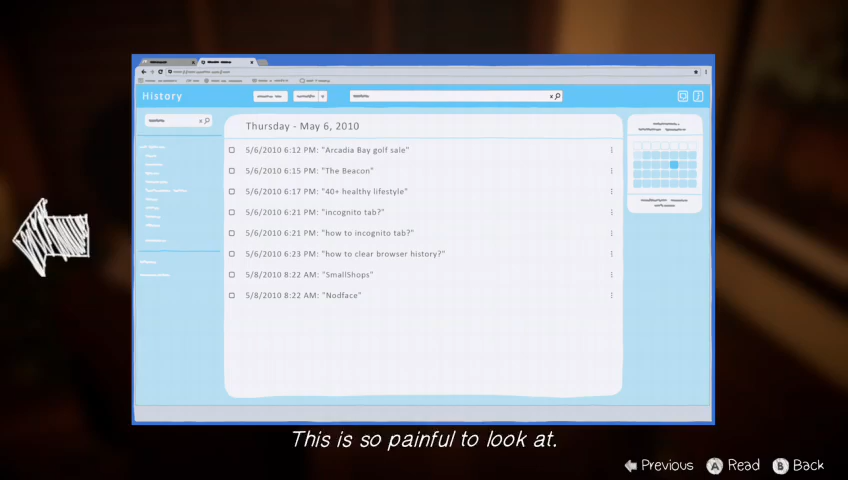 History
Thursday - May 6, 2010
5/6/2010 6:12 PM: "Arcadia Bay golf sale"
5/6/2010 6:15 PM: "The Beacon"
5/6/2010 6:17 PM: "40+ healthy lifestyle"
5/6/2010 6:21 PM: "incognito tab?"
5/6/2010 6:21 PM: "how to incognito tab?"
5/6/2010 6:23 PM: "how to clear browser history?"
5/8/2010 8:22 AM: "SmallShops"
5/8/2010 8:22 AM: "Nodface"
This is so painful to look at.
Previous A Read B Back